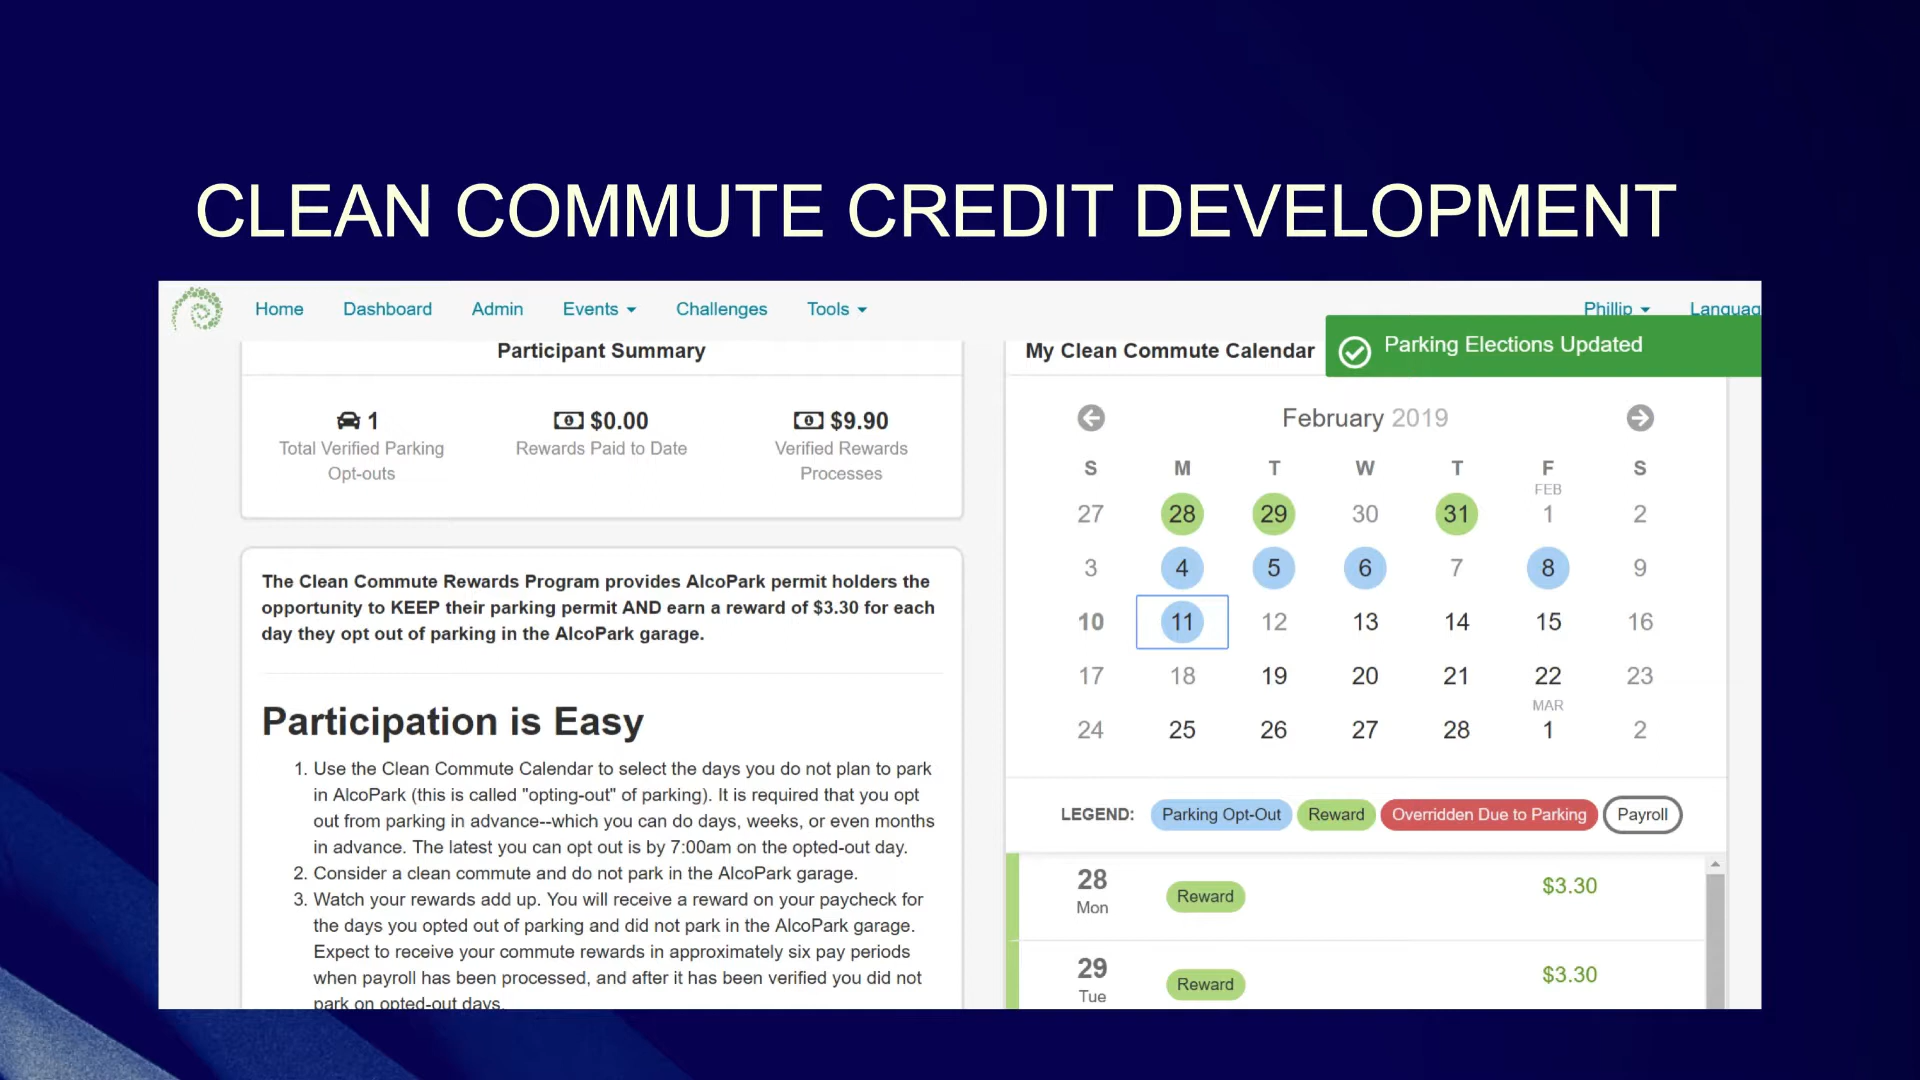 CLEAN COMMUTE CREDIT DEVELOPMENT
Home Dashboard Admin Events Challenges Tools Phillip Languag
Participant Summary
1 $0.00 $9.90
Total Verified Parking Rewards Paid to Date Verified Rewards
Opt-outs Processes
The Clean Commute Rewards Program provides AlcoPark permit holders the
opportunity to KEEP their parking permit AND earn a reward of $3.30 for each
day they opt out of parking in the AlcoPark garage.
Participation is Easy
1. Use the Clean Commute Calendar to select the days you do not plan to park
in AlcoPark (this is called "opting-out" of parking). It is required that you opt
out from parking in advance--which you can do days, weeks, or even months
in advance. The latest you can opt out is by 7:00am on the opted-out day.
2. Consider a clean commute and do not park in the AlcoPark garage.
3. Watch your rewards add up. You will receive a reward on your paycheck for
the days you opted out of parking and did not park in the AlcoPark garage.
Expect to receive your commute rewards in approximately six pay periods
when payroll has been processed, and after it has been verified you did not
park on opted-out days.
My Clean Commute Calendar
Parking Elections Updated
February 2019
S M T W T F S
FEB
27 28 29 30 31 1 2
3 4 5 6 7 8 9
10 11 12 13 14 15 16
17 18 19 20 21 22 23
MAR
24 25 26 27 28 1 2
LEGEND: Parking Opt-Out Reward Overridden Due to Parking Payroll
28 Reward $3.30
Mon
29 Reward $3.30
Tue